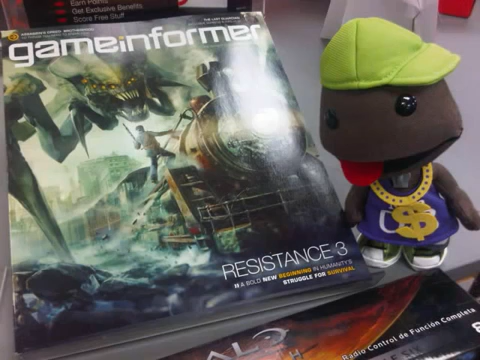 Earn Points
Get Exclusive Benefits
Score Free Stuff
gameinformer
RESISTANCE 3
A BOLD NEW BEGINNING IN HUMANITY'S
STRUGGLE FOR SURVIVAL
$
HALO
Radio Control de Función Completa